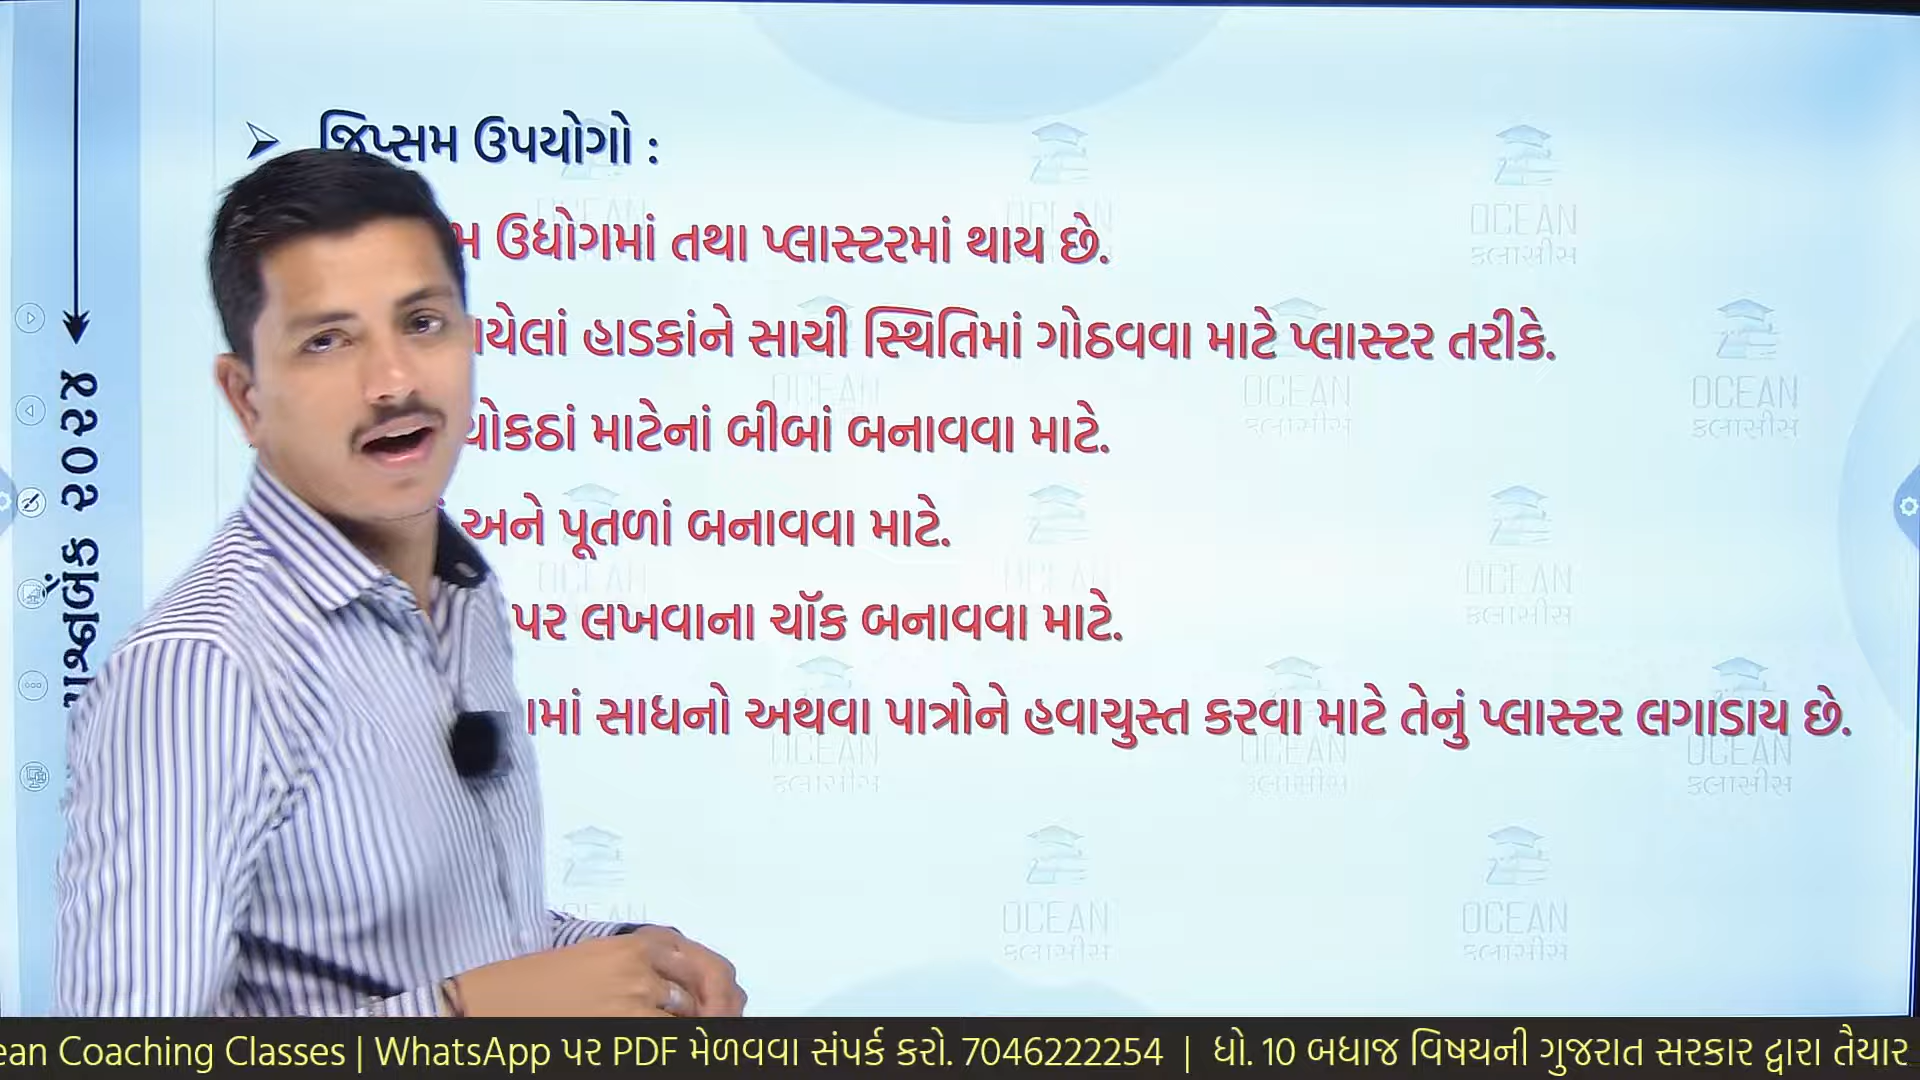 જિપ્સમ ઉપયોગો :
ઉદ્યોગમાં તથા પ્લાસ્ટરમાં થાય છે.
હાડકાંને સાચી સ્થિતિમાં ગોઠવવા માટે પ્લાસ્ટર તરીકે.
માટેનાં બીબાં બનાવવા માટે.
અને પૂતળાં બનાવવા માટે.
પર લખવાના ચૉક બનાવવા માટે.
સાધનો અથવા પાત્રોને હવાચુસ્ત કરવા માટે તેનું પ્લાસ્ટર લગાડાય છે.
પ્રશ્નબેંક ૨૦૨૪
OCEAN
કલાસીસ
Coaching Classes | WhatsApp પર PDF મેળવવા સંપર્ક કરો. 7046222254 | ધો. 10 બધાજ વિષયની ગુજરાત સરકાર દ્વારા તૈયાર